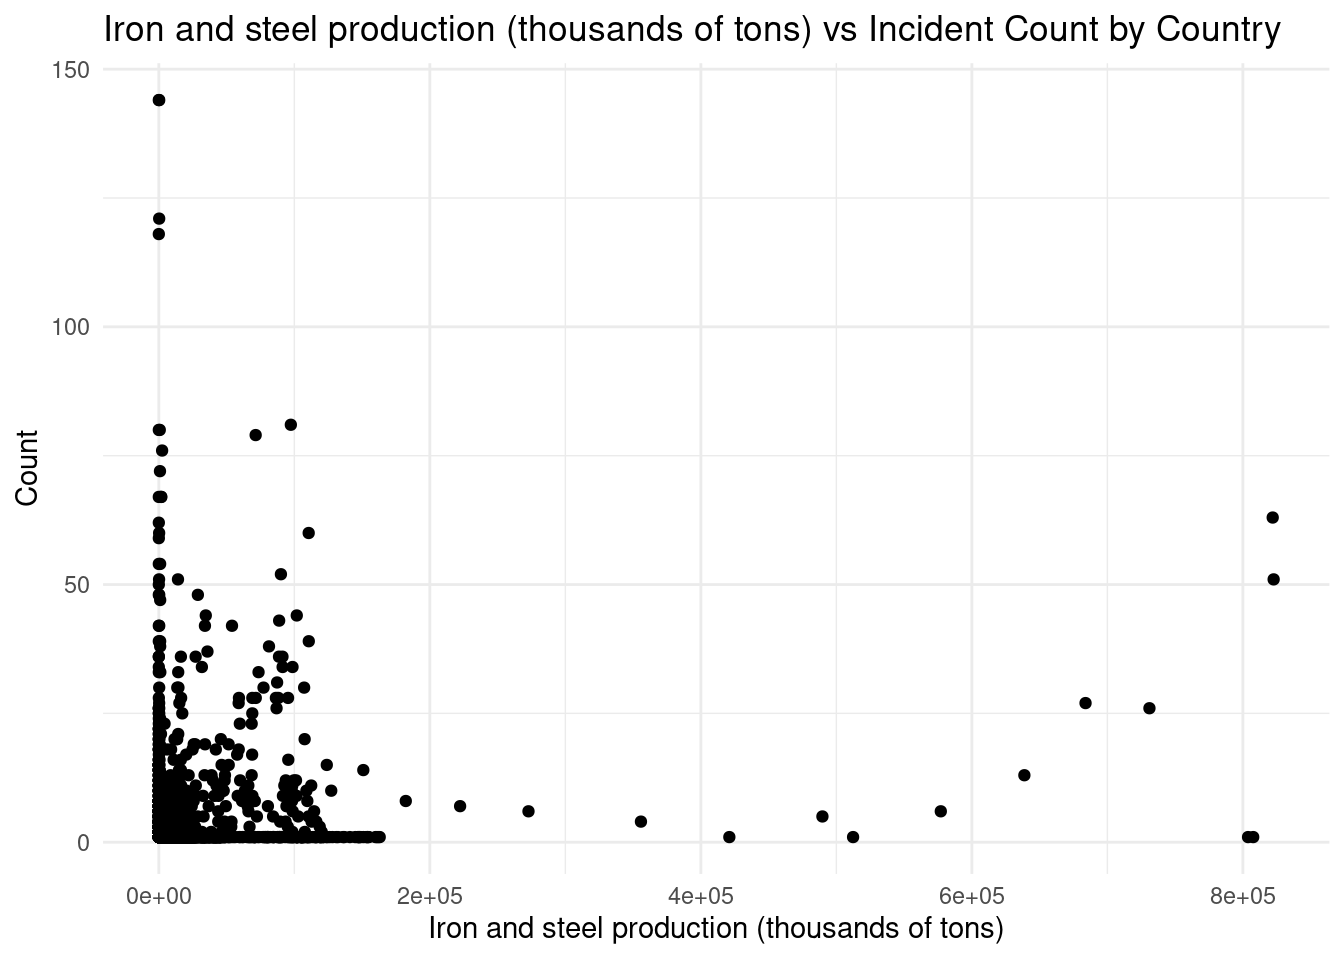 Iron and steel production (thousands of tons) vs Incident Count by Country
150
100
50
0
Count
0e+00 2e+05 4e+05 6e+05 8e+05
Iron and steel production (thousands of tons)